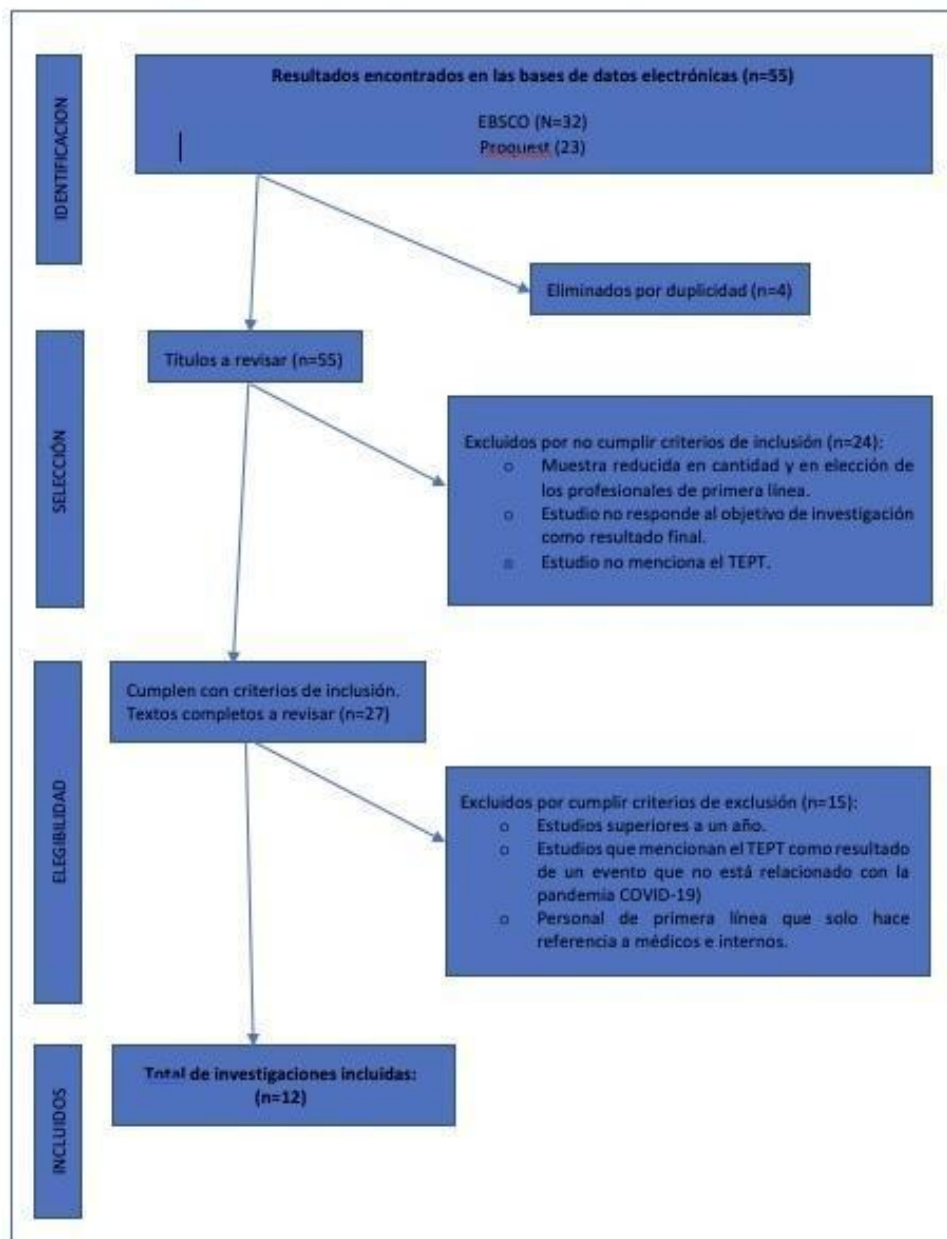 IDENTIFICACION
Resultados encontrados en las bases de datos electrónicas (n=55)
EBSCO (N=32)
Proquest (23)
Eliminados por duplicidad (n=4)
SELECCIÓN
Títulos a revisar (n=55)
Excluidos por no cumplir criterios de inclusión (n=24):
o Muestra reducida en cantidad y en elección de
los profesionales de primera línea.
o Estudio no responde al objetivo de investigación
como resultado final.
o Estudio no menciona el TEPT.
ELEGIBILIDAD
Cumplen con criterios de inclusión.
Textos completos a revisar (n=27)
Excluidos por cumplir criterios de exclusión (n=15):
o Estudios superiores a un año.
o Estudios que mencionan el TEPT como resultado
de un evento que no está relacionado con la
pandemia COVID-19)
o Personal de primera línea que solo hace
referencia a médicos e internos.
INCLUIDOS
Total de investigaciones incluidas:
(n=12)